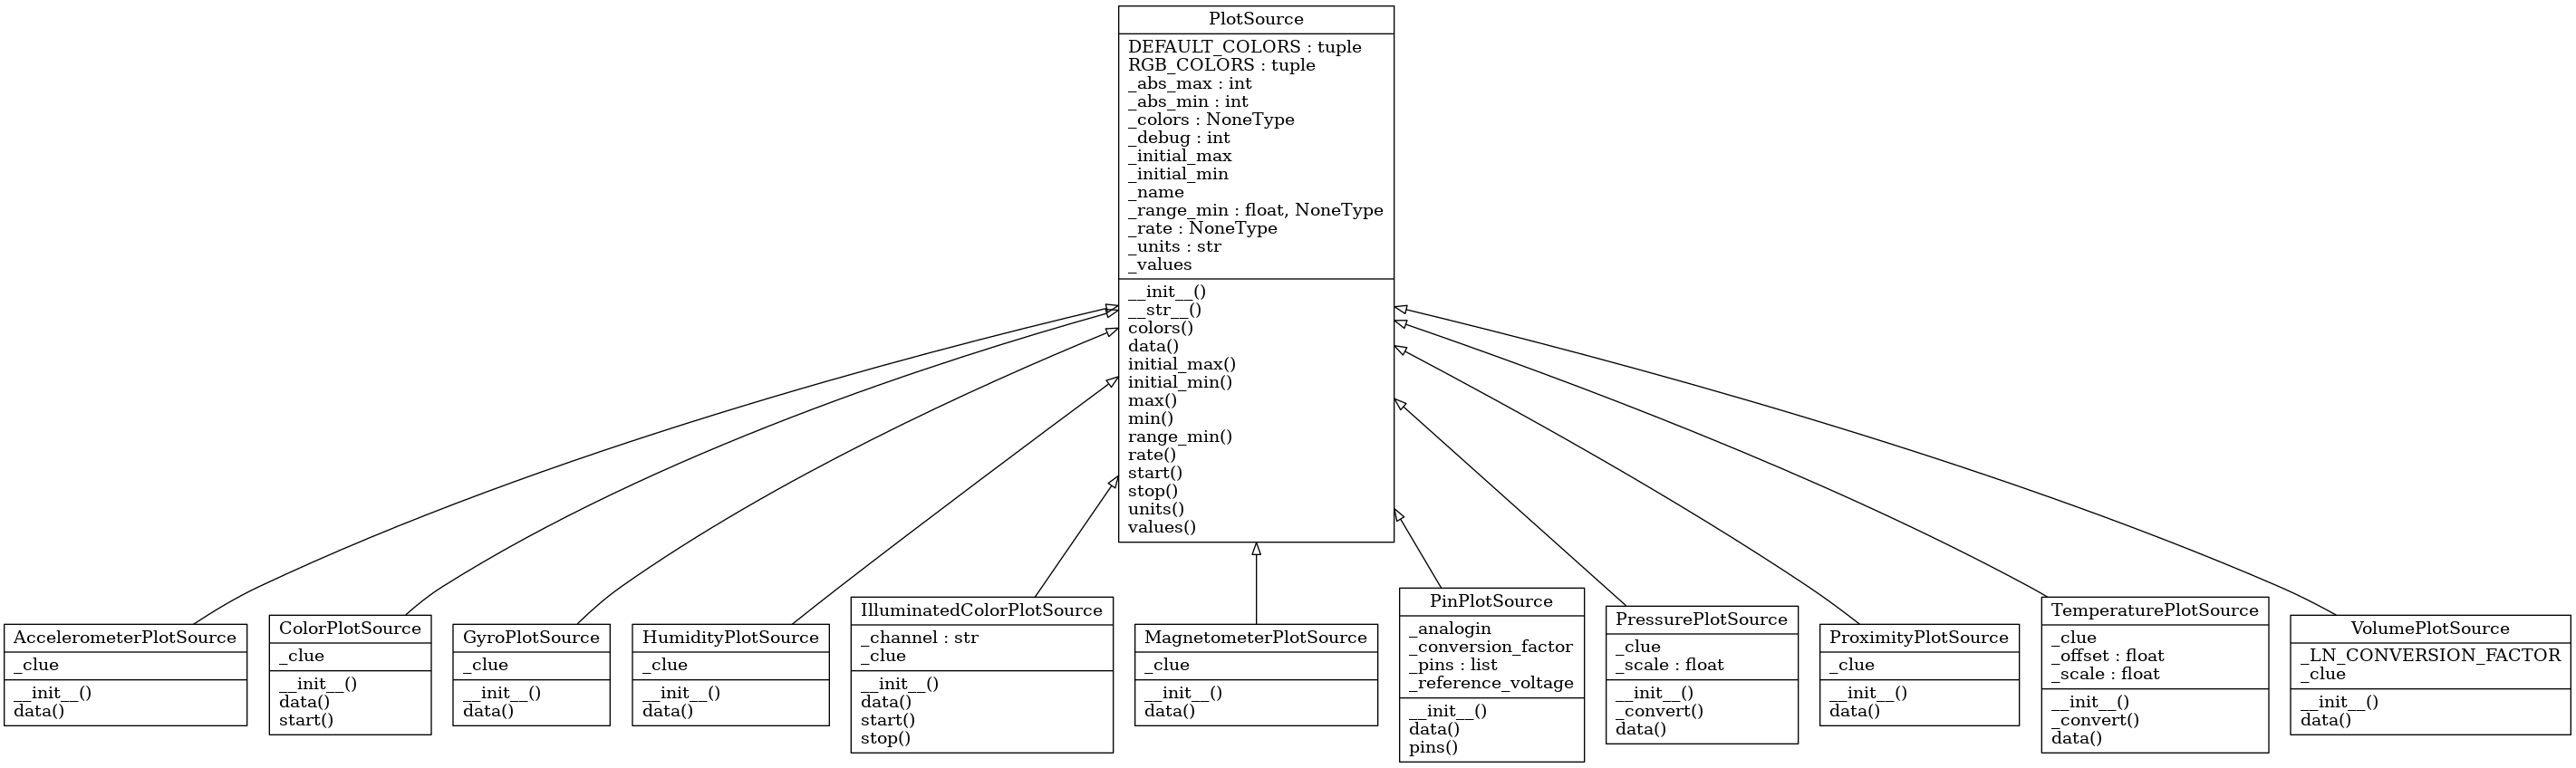 PlotSource
DEFAULT_COLORS : tuple
RGB_COLORS : tuple
_abs_max : int
_abs_min : int
_colors : NoneType
_debug : int
_initial_max
_initial_min
_name
_range_min : float, NoneType
_rate : NoneType
_units : str
_values
__init__()
__str__()
colors()
data()
initial_max()
initial_min()
max()
min()
range_min()
rate()
start()
stop()
units()
values()
AccelerometerPlotSource
_clue
__init__()
data()
ColorPlotSource
_clue
__init__()
data()
start()
GyroPlotSource
_clue
__init__()
data()
HumidityPlotSource
_clue
__init__()
data()
IlluminatedColorPlotSource
_channel : str
_clue
__init__()
data()
start()
stop()
MagnetometerPlotSource
_clue
__init__()
data()
PinPlotSource
_analogin
_conversion_factor
_pins : list
_reference_voltage
__init__()
data()
pins()
PressurePlotSource
_clue
_scale : float
__init__()
_convert()
data()
ProximityPlotSource
_clue
__init__()
data()
TemperaturePlotSource
_clue
_offset : float
_scale : float
__init__()
_convert()
data()
VolumePlotSource
_LN_CONVERSION_FACTOR
_clue
__init__()
data()